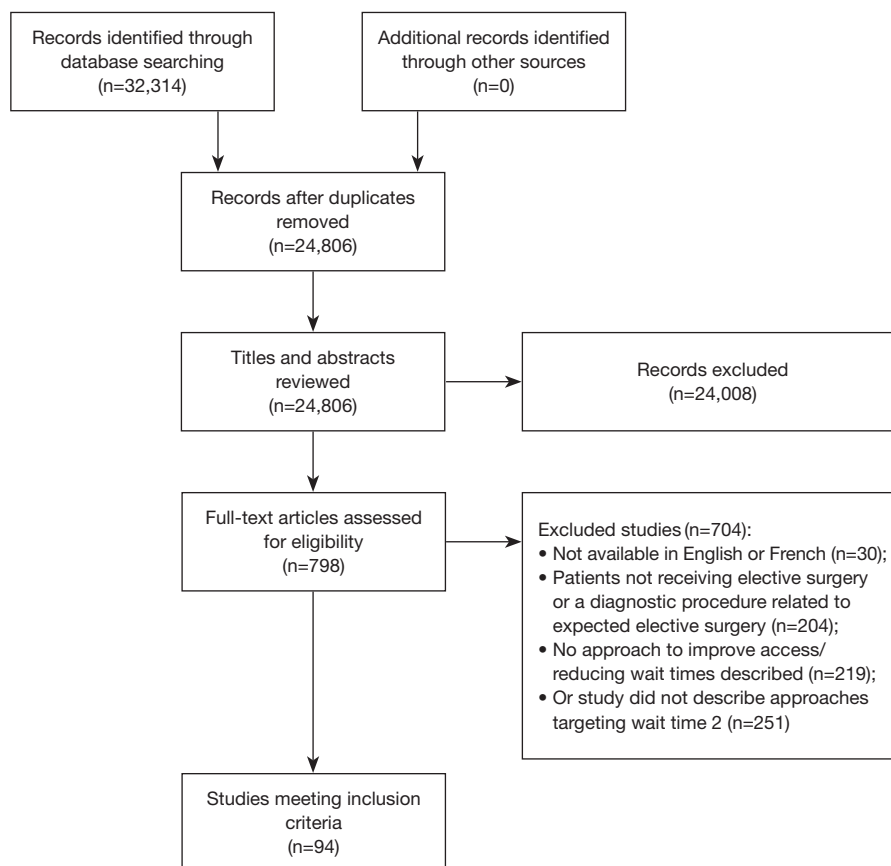 Records identified through
database searching
(n=32,314)
Additional records identified
through other sources
(n=0)
Records after duplicates
removed
(n=24,806)
Titles and abstracts
reviewed
(n=24,806)
Records excluded
(n=24,008)
Full-text articles assessed
for eligibility
(n=798)
Excluded studies (n=704):
• Not available in English or French (n=30);
• Patients not receiving elective surgery
or a diagnostic procedure related to
expected elective surgery (n=204);
• No approach to improve access/
reducing wait times described (n=219);
• Or study did not describe approaches
targeting wait time 2 (n=251)
Studies meeting inclusion
criteria
(n=94)